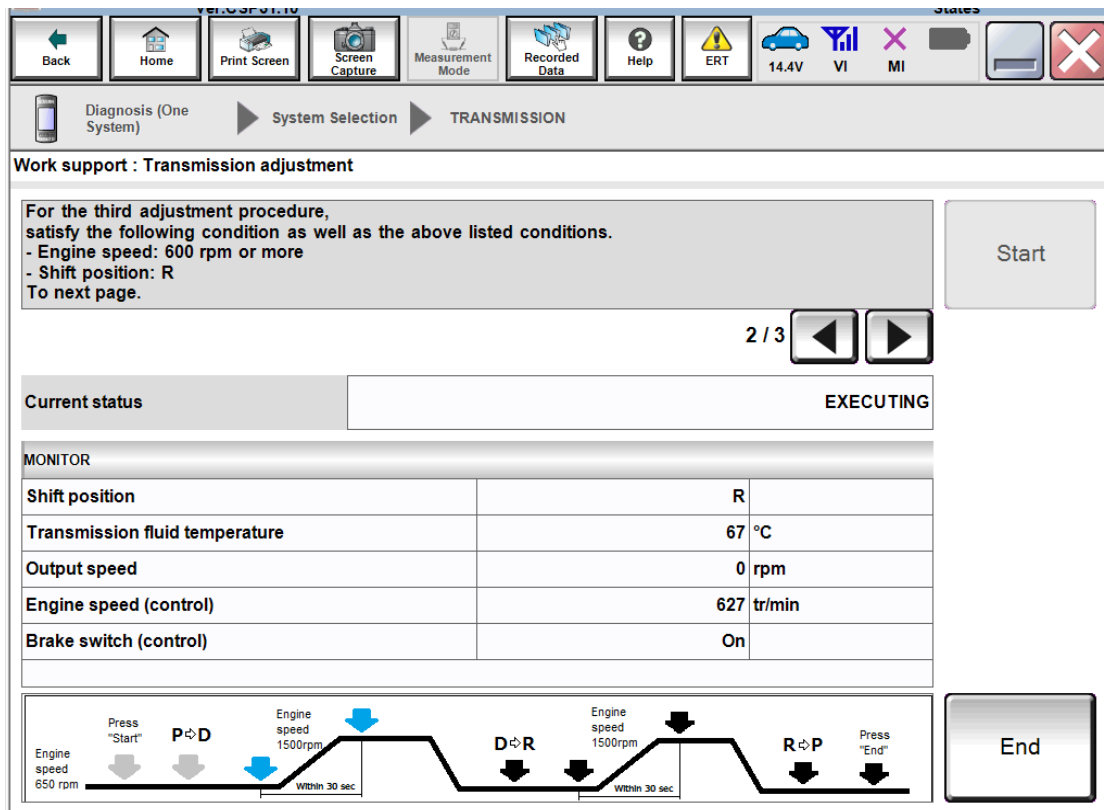 Ver.CSP31.10
States
Back
Home
Print Screen
Screen
Capture
Measurement
Mode
Recorded
Data
Help
ERT
14.4V
VI
MI
Diagnosis (One
System)
System Selection
TRANSMISSION
Work support : Transmission adjustment
For the third adjustment procedure,
satisfy the following condition as well as the above listed conditions.
- Engine speed: 600 rpm or more
- Shift position: R
To next page.
Start
2 / 3
Current status
EXECUTING
MONITOR
Shift position R
Transmission fluid temperature 67 °C
Output speed 0 rpm
Engine speed (control) 627 tr/min
Brake switch (control) On
Engine
speed
650 rpm
Press
"Start"
P⇨D
Engine
speed
1500rpm
Within 30 sec
D⇨R
Engine
speed
1500rpm
Within 30 sec
R⇨P
Press
"End"
End